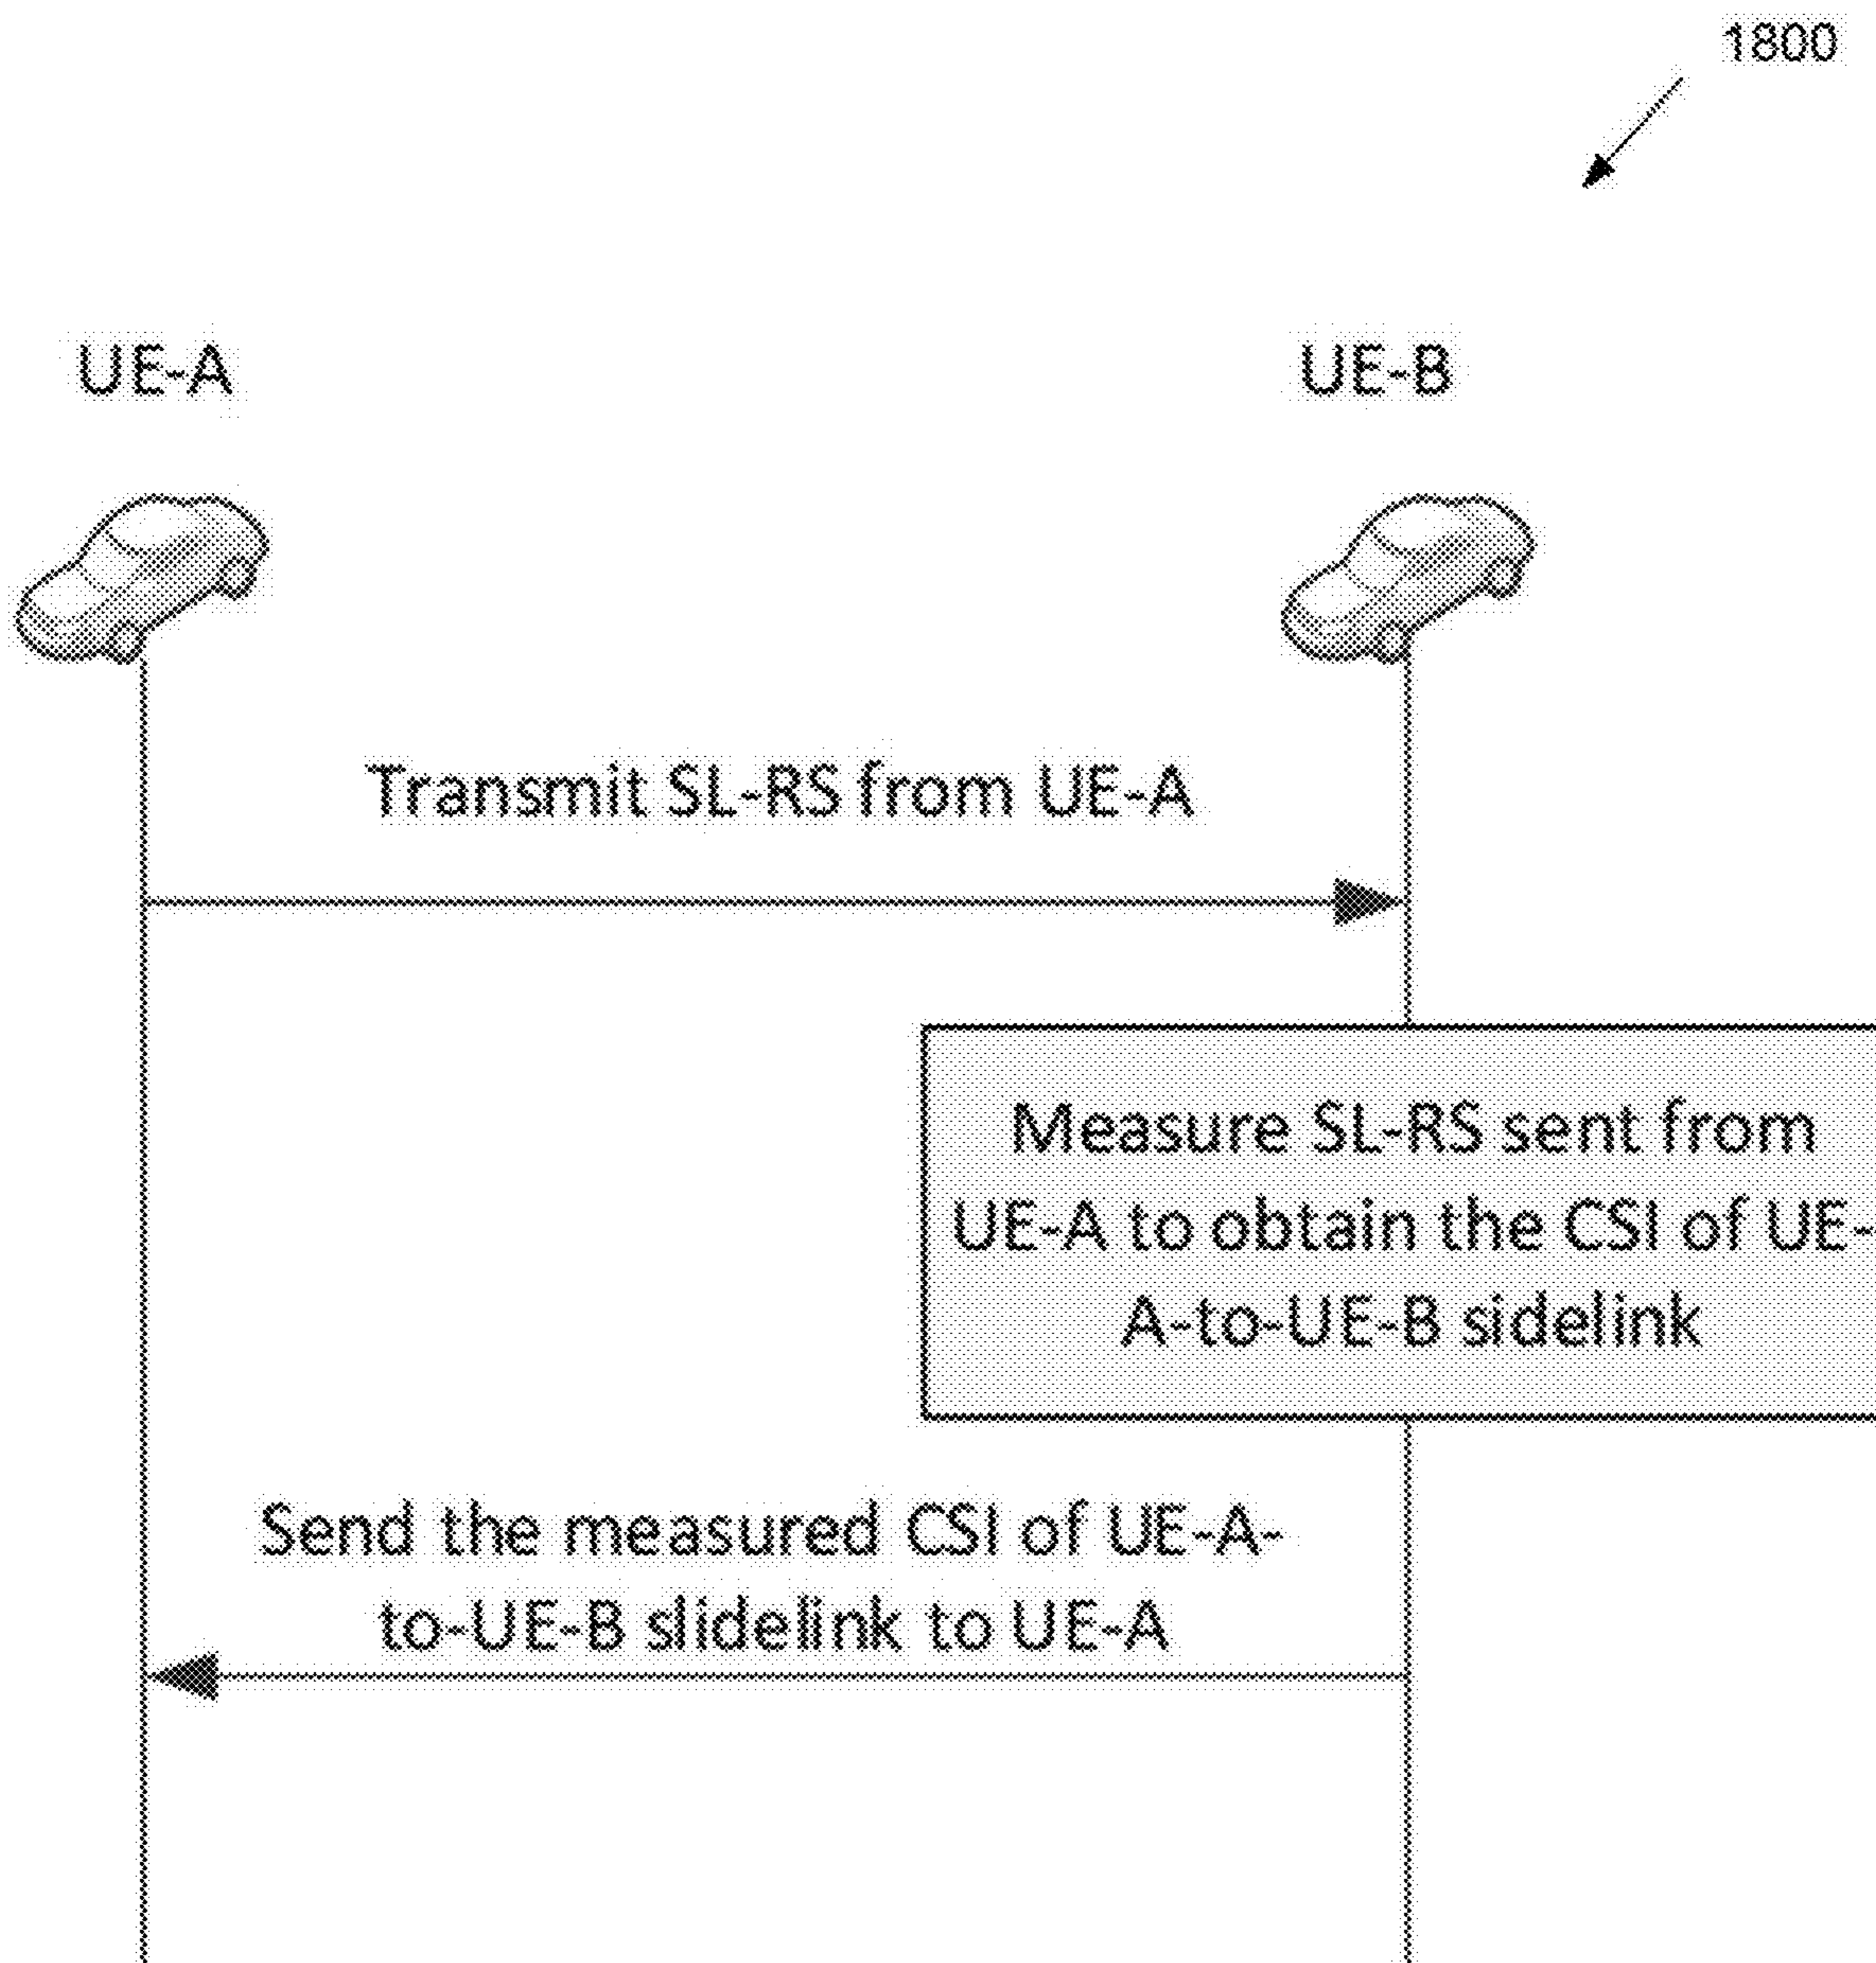 1800
UE-A
UE-B
Transmit SL-RS from UE-A
Measure SL-RS sent from
UE-A to obtain the CSI of UE-
A-to-UE-B sidelink
Send the measured CSI of UE-A-
to-UE-B slidelink to UE-A